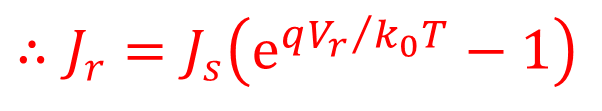 ∴ J_r = J_s(e^{qV_r/k_0T} − 1)